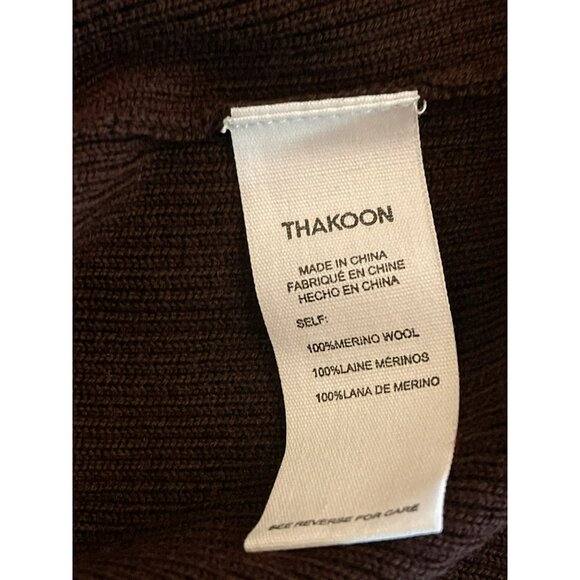 THAKOON
MADE IN CHINA
FABRIQUÉ EN CHINE
HECHO EN CHINA
SELF:
100%MERINO WOOL
100%LAINE MÉRINOS
100%LANA DE MERINO
SEE REVERSE FOR CARE